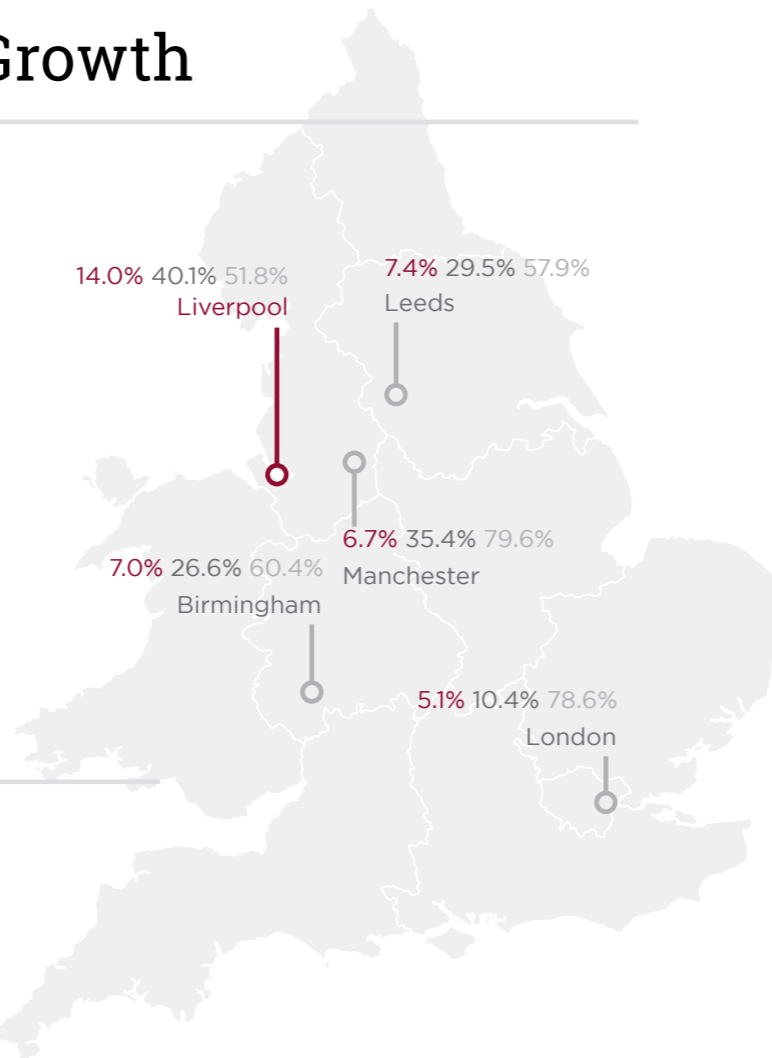 Growth
14.0% 40.1% 51.8%
Liverpool
7.4% 29.5% 57.9%
Leeds
6.7% 35.4% 79.6%
Manchester
7.0% 26.6% 60.4%
Birmingham
5.1% 10.4% 78.6%
London